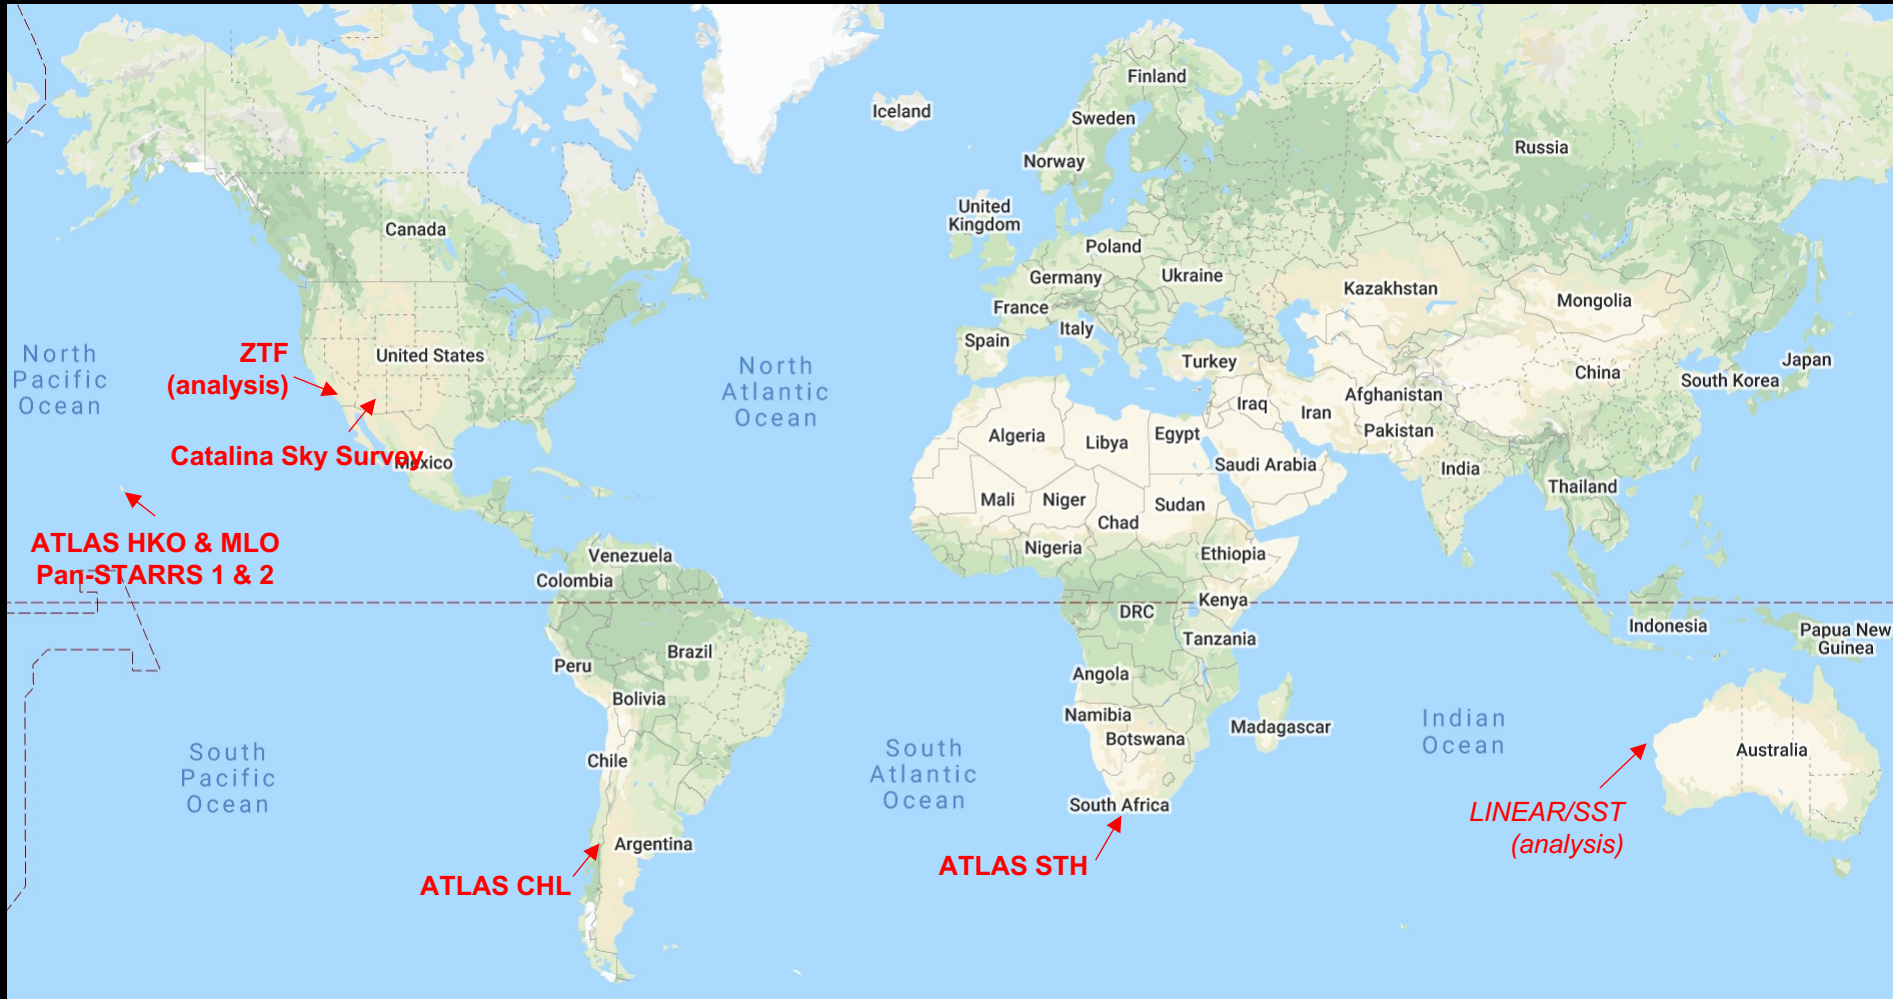 Finland
Iceland
Sweden
Russia
Norway
United
Kingdom
Canada
Poland
Germany
Ukraine
Kazakhstan
Mongolia
France
Italy
Spain
North
Pacific
Ocean
ZTF
(analysis)
United States
North
Atlantic
Ocean
Turkey
Japan
China
South Korea
Afghanistan
Iraq
Iran
Pakistan
Algeria
Libya
Egypt
Saudi Arabia
India
Catalina Sky Survey
Mexico
Thailand
Mali
Niger
Sudan
Chad
ATLAS HKO & MLO
Pan-STARRS 1 & 2
Nigeria
Ethiopia
Venezuela
Colombia
Kenya
DRC
Indonesia
Papua New
Guinea
Tanzania
Brazil
Peru
Angola
Bolivia
Namibia
Botswana
Madagascar
Indian
Ocean
South
Pacific
Ocean
Chile
South
Atlantic
Ocean
Australia
South Africa
LINEAR/SST
(analysis)
Argentina
ATLAS STH
ATLAS CHL